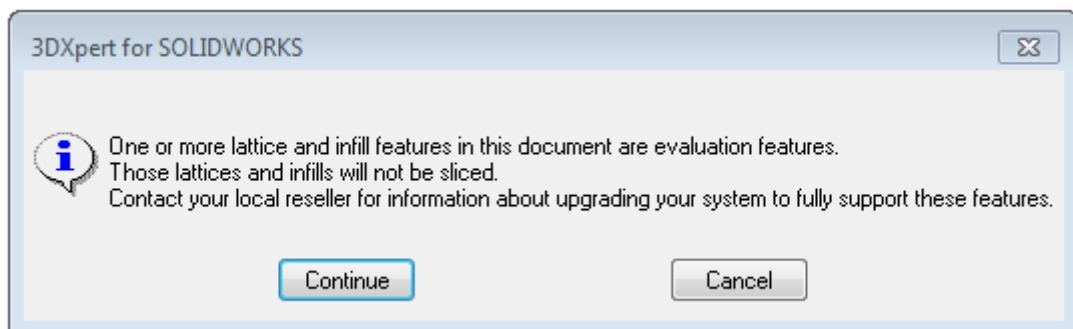 3DXpert for SOLIDWORKS
One or more lattice and infill features in this document are evaluation features.
Those lattices and infills will not be sliced.
Contact your local reseller for information about upgrading your system to fully support these features.
Continue
Cancel